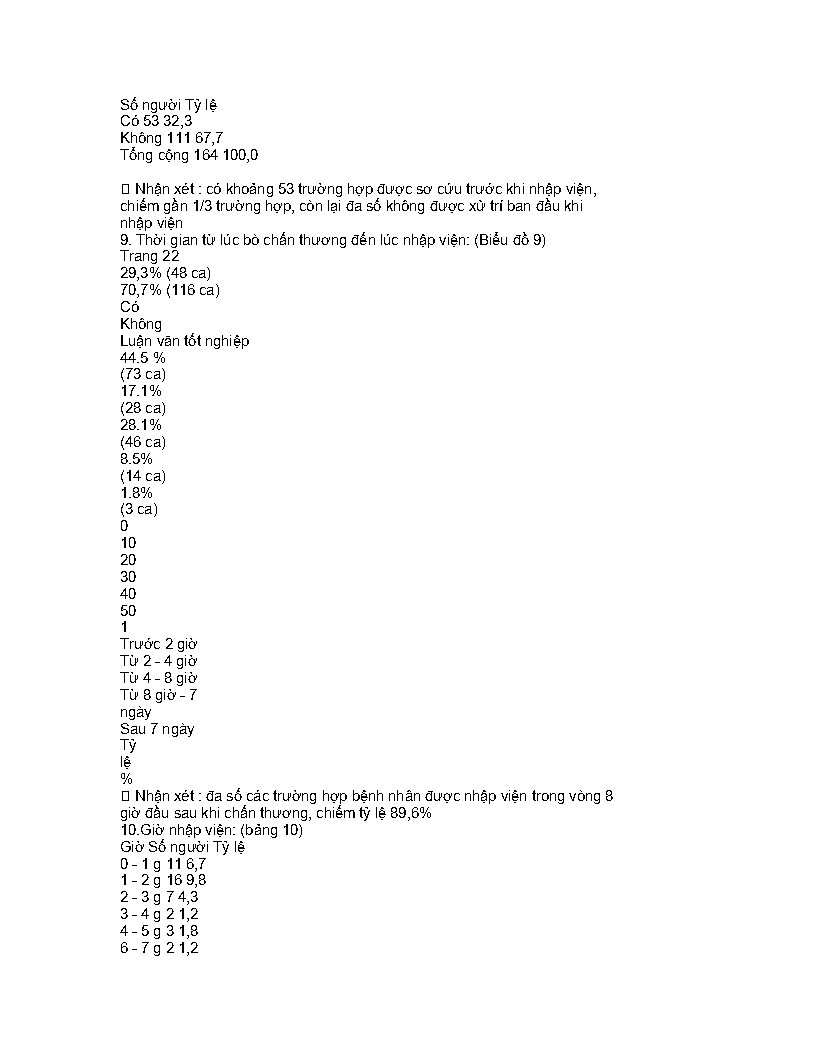 Số người Tỷ lệ
Có 53 32,3
Không 111 67,7
Tổng cộng 164 100,0
 Nhận xét : có khoảng 53 trường hợp được sơ cứu trước khi nhập viện,
chiếm gần 1/3 trường hợp, còn lại đa số không được xử trí ban đầu khi
nhập viện
9. Thời gian từ lúc bò chấn thương đến lúc nhập viện: (Biểu đồ 9)
Trang 22
29,3% (48 ca)
70,7% (116 ca)
Có
Không
Luận văn tốt nghiệp
44.5 %
(73 ca)
17.1%
(28 ca)
28.1%
(46 ca)
8.5%
(14 ca)
1.8%
(3 ca)
0
10
20
30
40
50
1
Trước 2 giờ
Từ 2 - 4 giờ
Từ 4 - 8 giờ
Từ 8 giờ - 7
ngày
Sau 7 ngày
Tỷ
lệ
%
 Nhận xét : đa số các trường hợp bệnh nhân được nhập viện trong vòng 8
giờ đầu sau khi chấn thương, chiếm tỷ lệ 89,6%
10.Giờ nhập viện: (bảng 10)
Giờ Số người Tỷ lệ
0 - 1 g 11 6,7
1 - 2 g 16 9,8
2 - 3 g 7 4,3
3 - 4 g 2 1,2
4 - 5 g 3 1,8
6 - 7 g 2 1,2